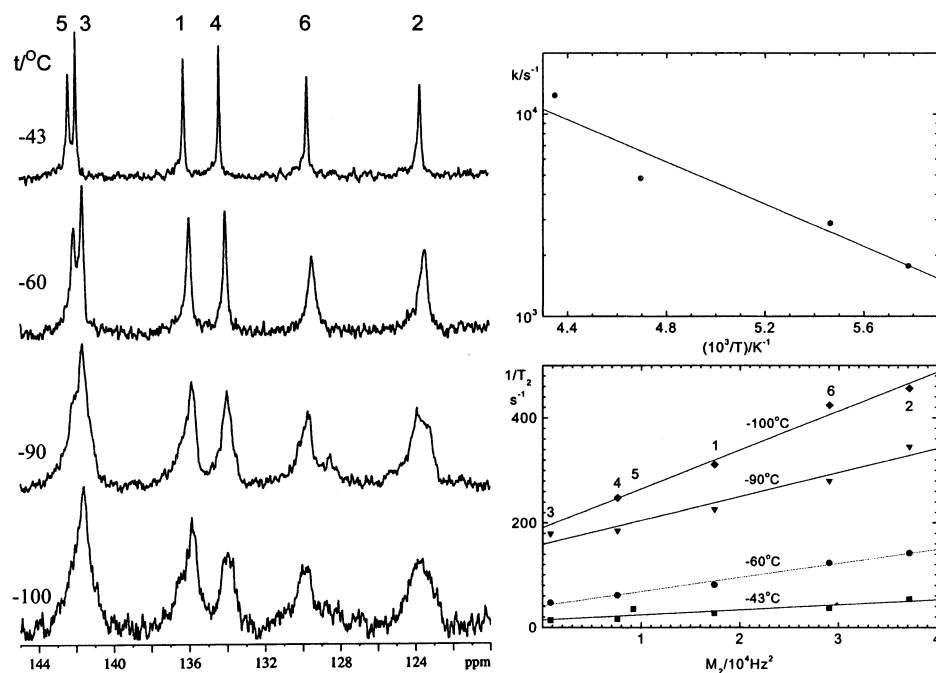 5 3 1 4 6 2
t/°C
-43
-60
-90
-100
144 140 136 132 128 124 ppm
k/s⁻¹
10⁴
10³
4.4 4.8 5.2 5.6
(10³/T)/K⁻¹
1/T₂
s⁻¹
400
200
0
6
2
-100°C
1
5
4
-90°C
3
-60°C
-43°C
1 2 3 4
M₂/10⁴Hz²